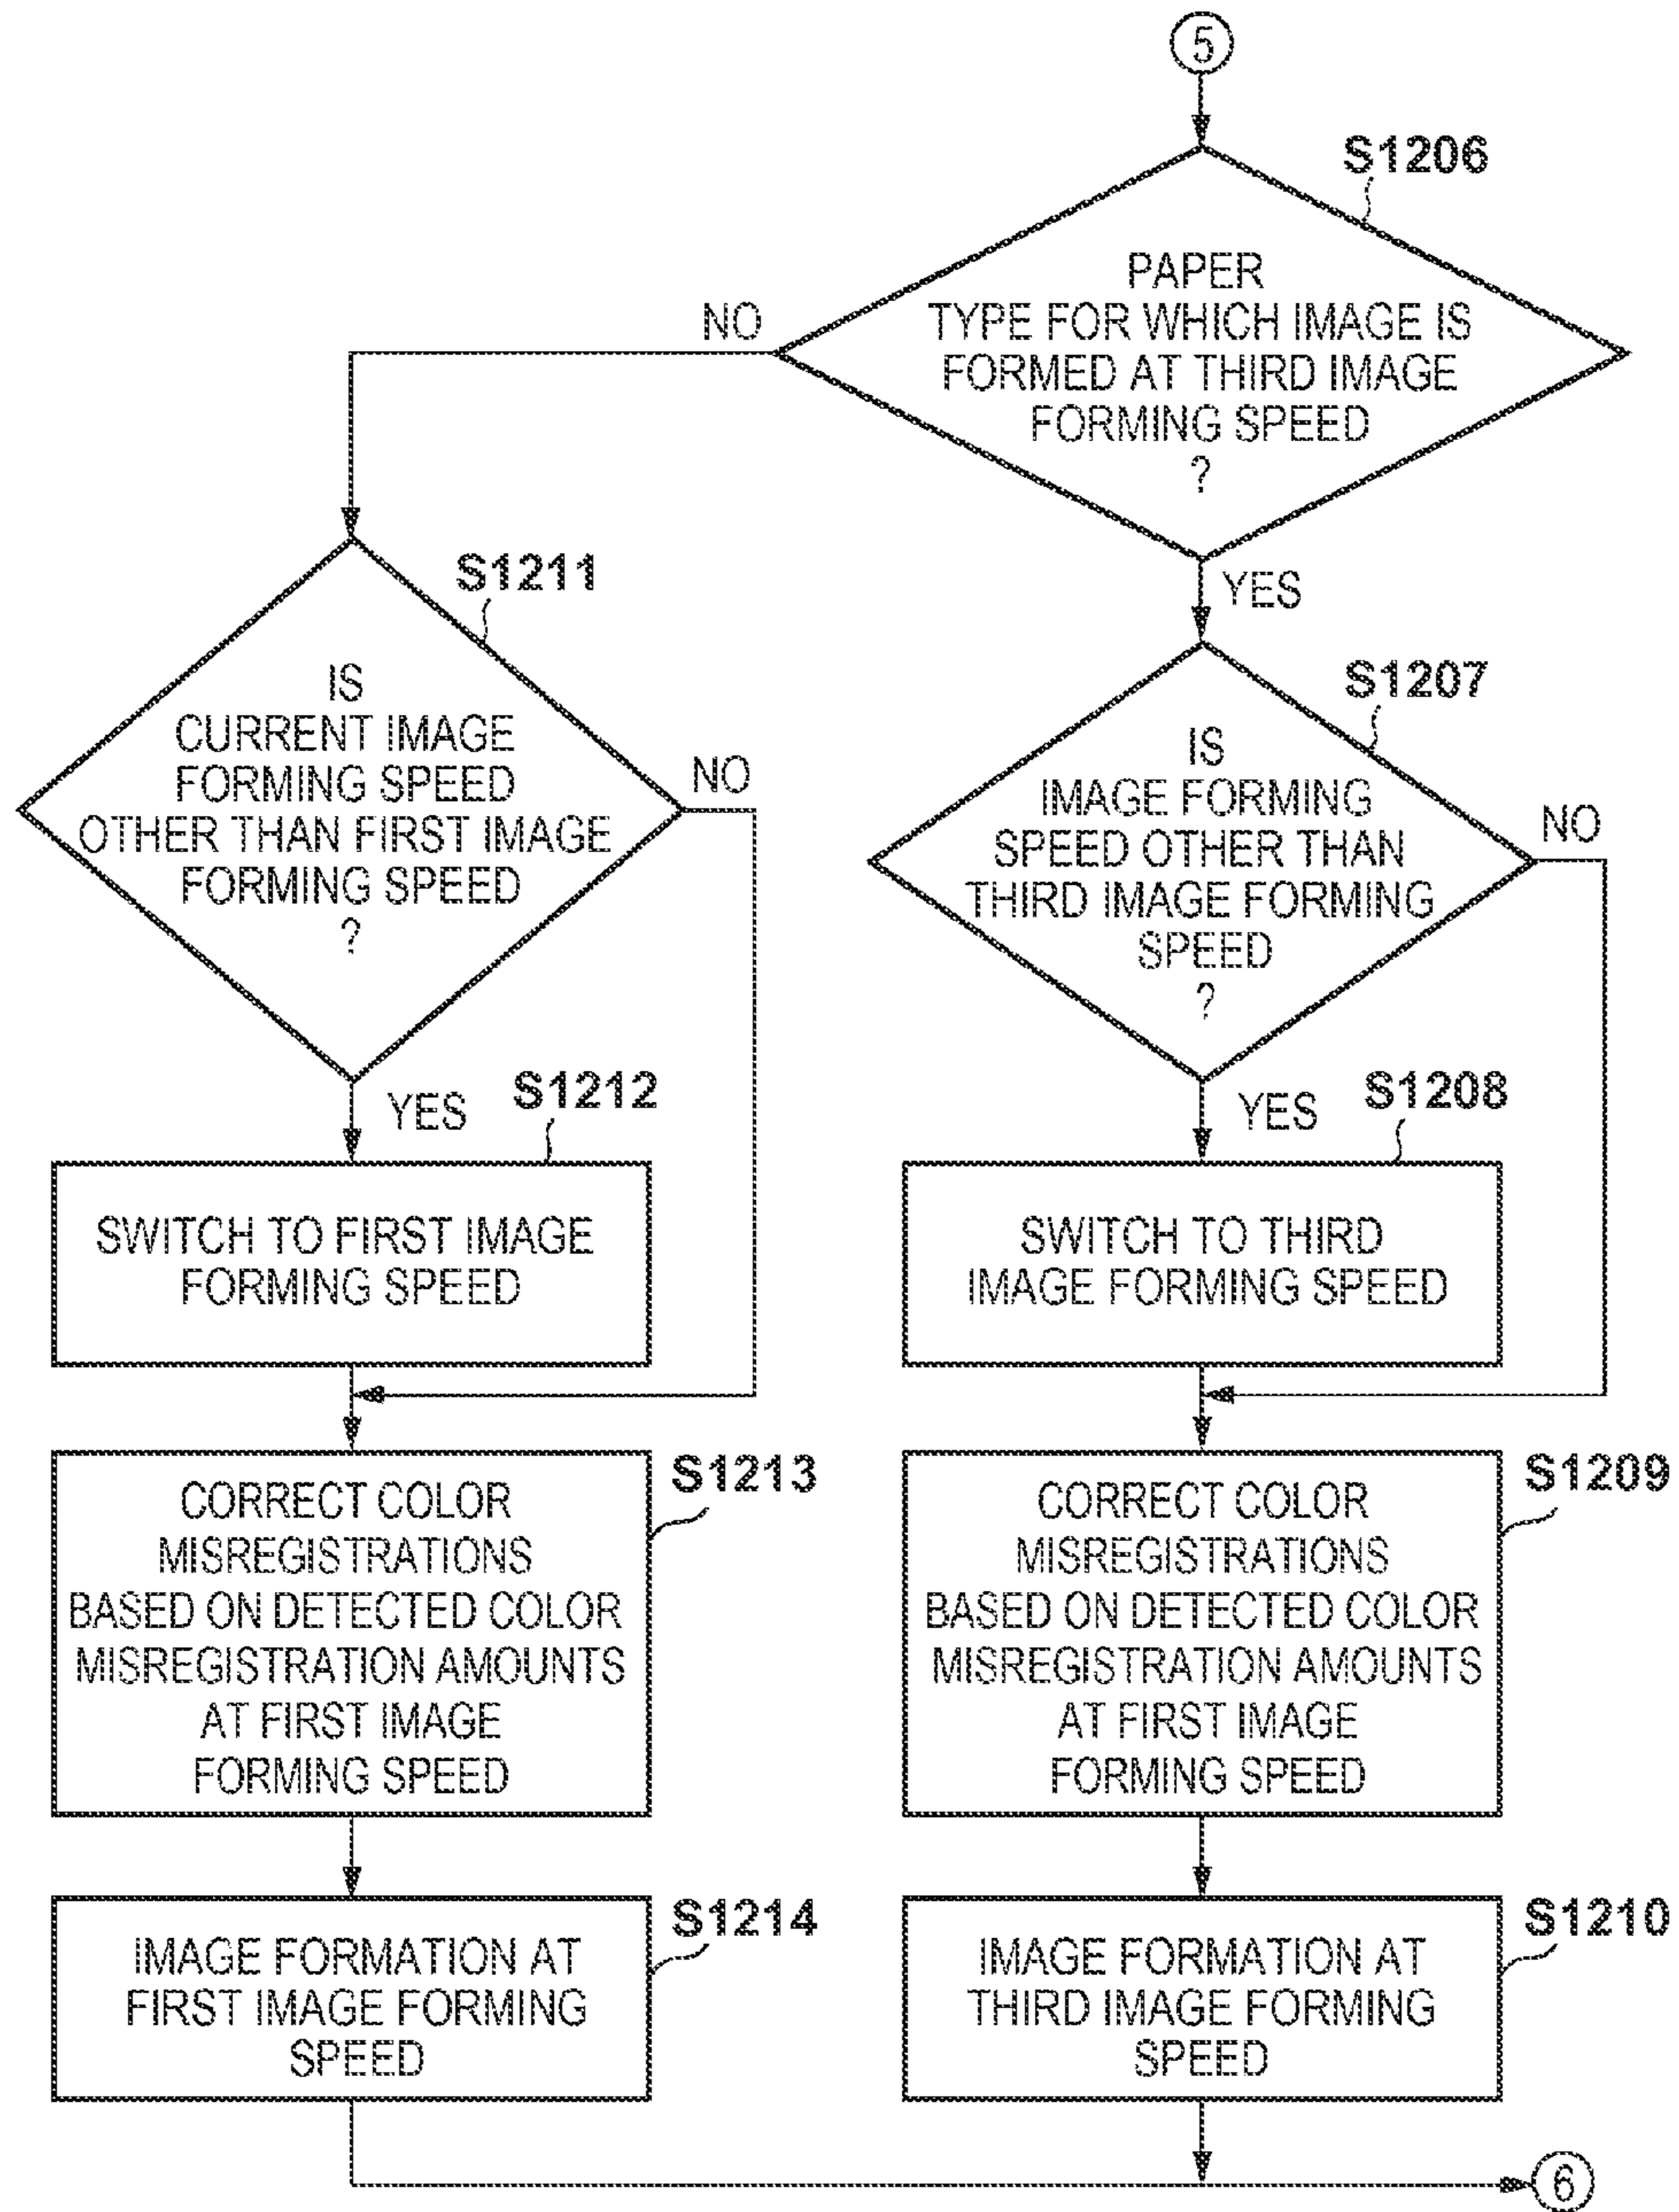 5
S1206
PAPER
TYPE FOR WHICH IMAGE IS
FORMED AT THIRD IMAGE
FORMING SPEED
?
NO
YES
S1211
IS
CURRENT IMAGE
FORMING SPEED
OTHER THAN FIRST IMAGE
FORMING SPEED
?
NO
YES
S1207
IS
IMAGE FORMING
SPEED OTHER THAN
THIRD IMAGE FORMING
SPEED
?
NO
YES
S1212
SWITCH TO FIRST IMAGE
FORMING SPEED
S1208
SWITCH TO THIRD
IMAGE FORMING SPEED
S1213
CORRECT COLOR
MISREGISTRATIONS
BASED ON DETECTED COLOR
MISREGISTRATION AMOUNTS
AT FIRST IMAGE
FORMING SPEED
S1209
CORRECT COLOR
MISREGISTRATIONS
BASED ON DETECTED COLOR
MISREGISTRATION AMOUNTS
AT FIRST IMAGE
FORMING SPEED
S1214
IMAGE FORMATION AT
FIRST IMAGE FORMING
SPEED
S1210
IMAGE FORMATION AT
THIRD IMAGE FORMING
SPEED
6